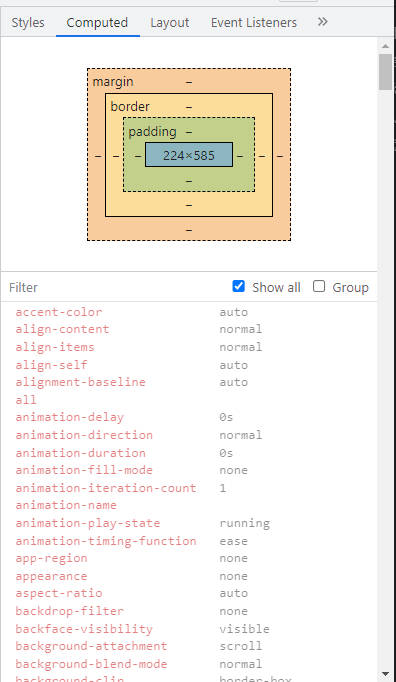 Styles Computed Layout Event Listeners »
margin –
border –
padding –
– – – 224×585 – – –
–
–
–
Filter Show all Group
accent-color auto
align-content normal
align-items normal
align-self auto
alignment-baseline auto
all
animation-delay 0s
animation-direction normal
animation-duration 0s
animation-fill-mode none
animation-iteration-count 1
animation-name
animation-play-state running
animation-timing-function ease
app-region none
appearance none
aspect-ratio auto
backdrop-filter none
backface-visibility visible
background-attachment scroll
background-blend-mode normal
background-clip border-box